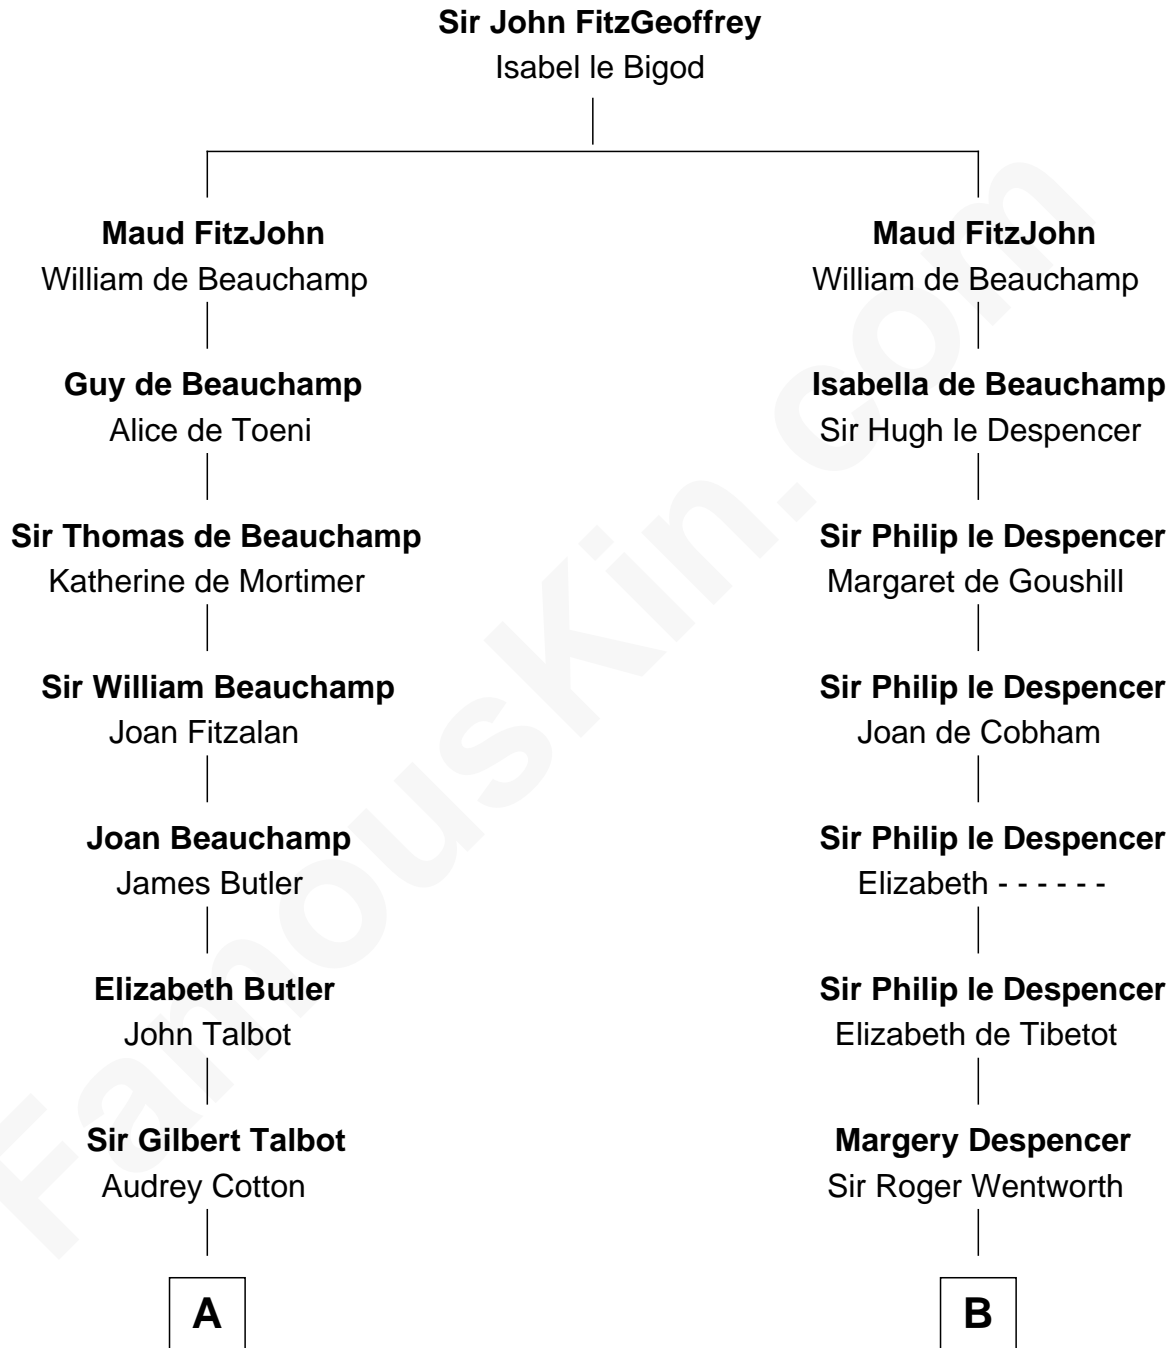 Sir John FitzGeoffrey
Isabel le Bigod
Maud FitzJohn
William de Beauchamp
Maud FitzJohn
William de Beauchamp
Guy de Beauchamp
Alice de Toeni
Isabella de Beauchamp
Sir Hugh le Despencer
Sir Thomas de Beauchamp
Katherine de Mortimer
Sir Philip le Despencer
Margaret de Goushill
Sir William Beauchamp
Joan Fitzalan
Sir Philip le Despencer
Joan de Cobham
Joan Beauchamp
James Butler
Sir Philip le Despencer
Elizabeth - - - - - -
Elizabeth Butler
John Talbot
Sir Philip le Despencer
Elizabeth de Tibetot
Sir Gilbert Talbot
Audrey Cotton
Margery Despencer
Sir Roger Wentworth
A
B
FamousKin.com